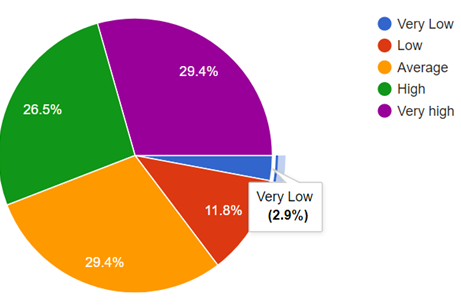 29.4%
26.5%
11.8%
29.4%
Very Low
(2.9%)
Very Low
Low
Average
High
Very high